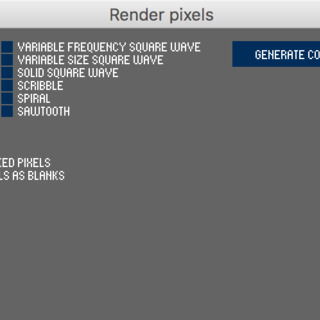 Render pixels
VARIABLE FREQUENCY SQUARE WAVE
VARIABLE SIZE SQUARE WAVE
SOLID SQUARE WAVE
SCRIBBLE
SPIRAL
SAWTOOTH
GENERATE CO
ED PIXELS
LS AS BLANKS